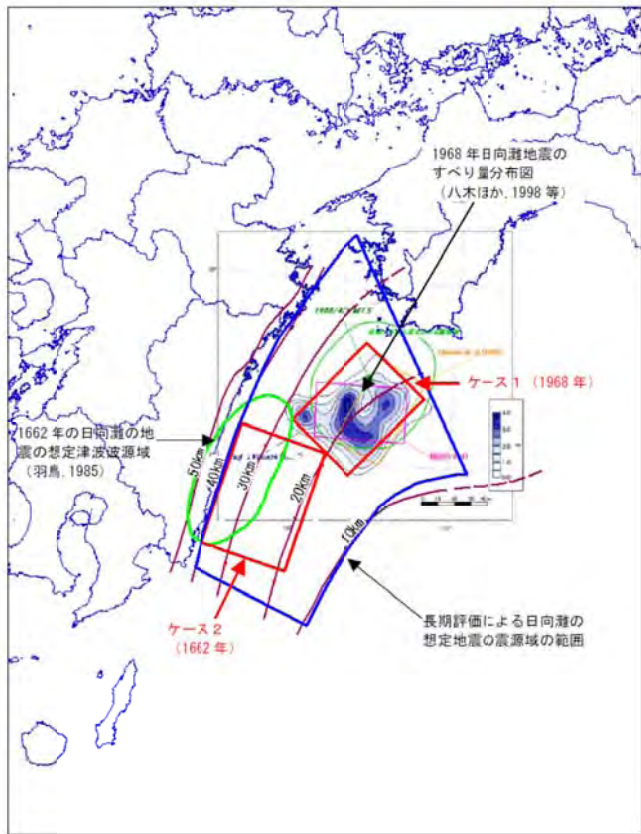 1968 年日向灘地震の
すべり量分布図
(八木ほか, 1998 等)
ケース１ (1968 年)
1662 年の日向灘の地
震の想定津波波源域
(羽鳥, 1985)
50km
40km
30km
20km
10km
ケース２
(1662 年)
長期評価による日向灘の
想定地震の震源域の範囲